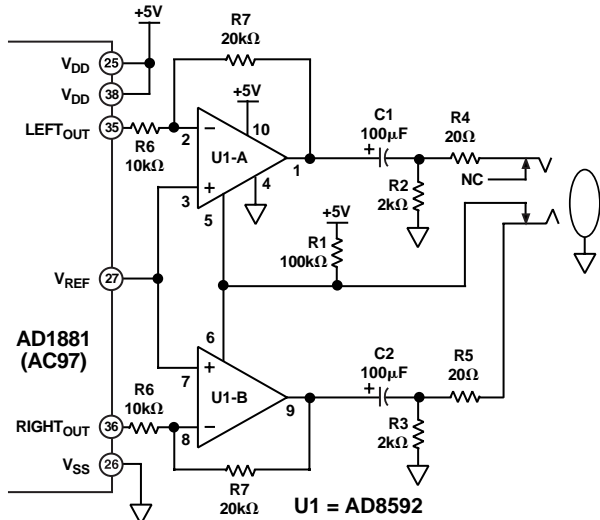 +5V
R7
20kΩ
VDD
25
VDD
38
+5V
C1
100μF
R4
20Ω
LEFTOUT
35
R6
10kΩ
2
−
10
U1-A
1
+
NC
+
3
4
5
R2
2kΩ
+5V
R1
100kΩ
VREF
27
AD1881
(AC97)
6
7
+
C2
100μF
R5
20Ω
R6
10kΩ
U1-B
9
+
RIGHTOUT
36
8
−
R3
2kΩ
VSS
26
R7
20kΩ
U1 = AD8592